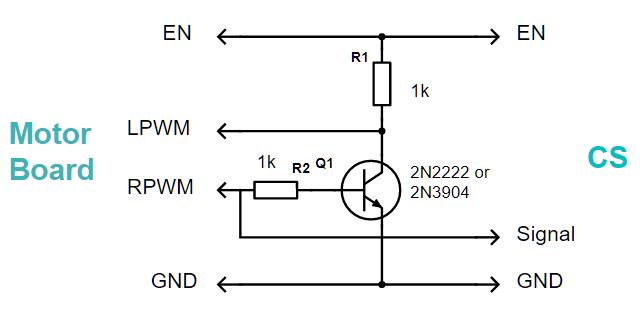 EN
EN
R1
1k
Motor
Board
LPWM
CS
1k
R2
Q1
2N2222 or
2N3904
RPWM
Signal
GND
GND